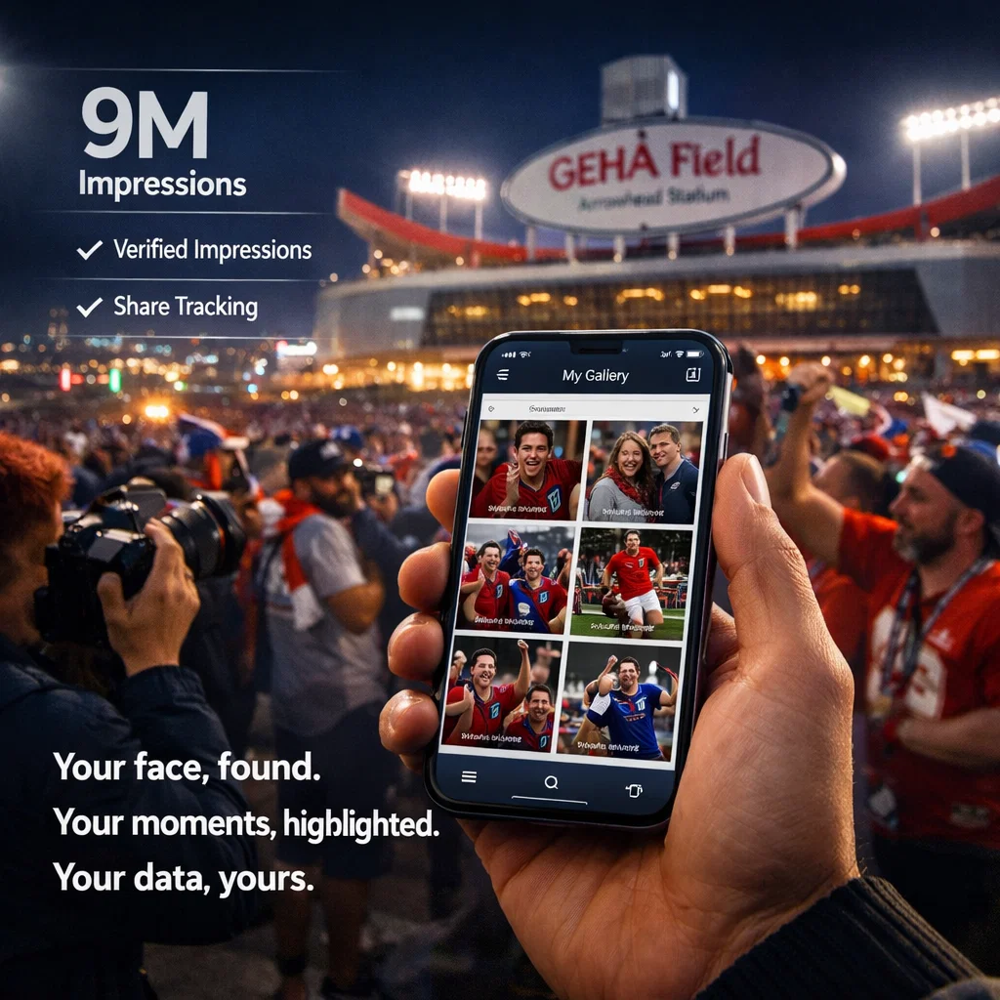 9M
Impressions
✓ Verified Impressions
✓ Share Tracking
GEHA Field
Arrowhead Stadium
My Gallery
Your face, found.
Your moments, highlighted.
Your data, yours.